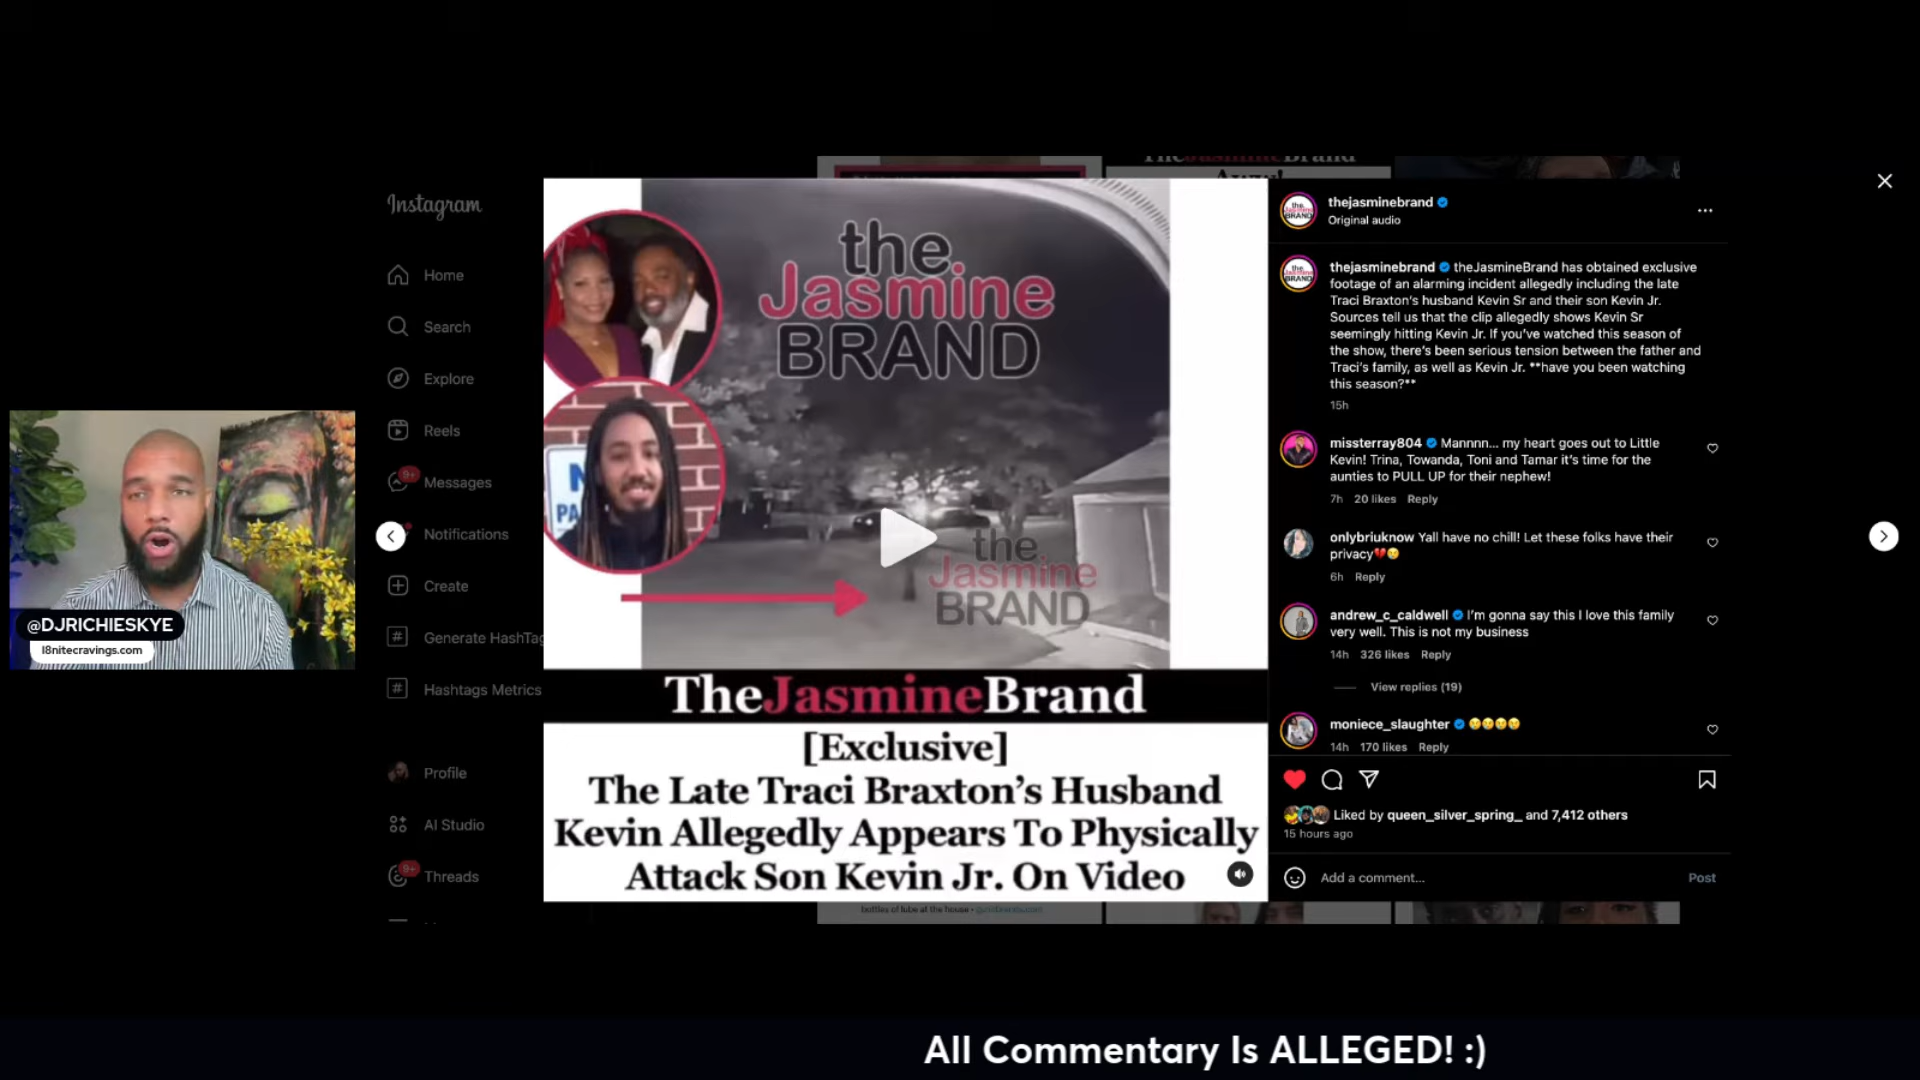 Instagram
Home
Search
Explore
Reels
9+
Messages
Notifications
Create
Generate HashTag
Hashtags Metrics
Profile
AI Studio
9+
Threads
@DJRICHIESKYE
l8nitecravings.com
TheJasmineBrand
the
Jasmine
BRAND
PA
the
Jasmine
BRAND
TheJasmineBrand
[Exclusive]
The Late Traci Braxton's Husband
Kevin Allegedly Appears To Physically
Attack Son Kevin Jr. On Video
bottles of lube at the house
thejasminebrand
Original audio
thejasminebrand theJasmineBrand has obtained exclusive
footage of an alarming incident allegedly including the late
Traci Braxton's husband Kevin Sr and their son Kevin Jr.
Sources tell us that the clip allegedly shows Kevin Sr
seemingly hitting Kevin Jr. If you've watched this season of
the show, there's been serious tension between the father and
Traci's family, as well as Kevin Jr. **have you been watching
this season?**
15h
missterray804 Mannnn... my heart goes out to Little
Kevin! Trina, Towanda, Toni and Tamar it's time for the
aunties to PULL UP for their nephew!
7h 20 likes Reply
onlybriuknow Yall have no chill! Let these folks have their
privacy💔😢
6h Reply
andrew_c_caldwell I'm gonna say this I love this family
very well. This is not my business
14h 326 likes Reply
View replies (19)
moniece_slaughter 😢😢😢😢
14h 170 likes Reply
Liked by queen_silver_spring_ and 7,412 others
15 hours ago
Add a comment...
Post
All Commentary Is ALLEGED! :)